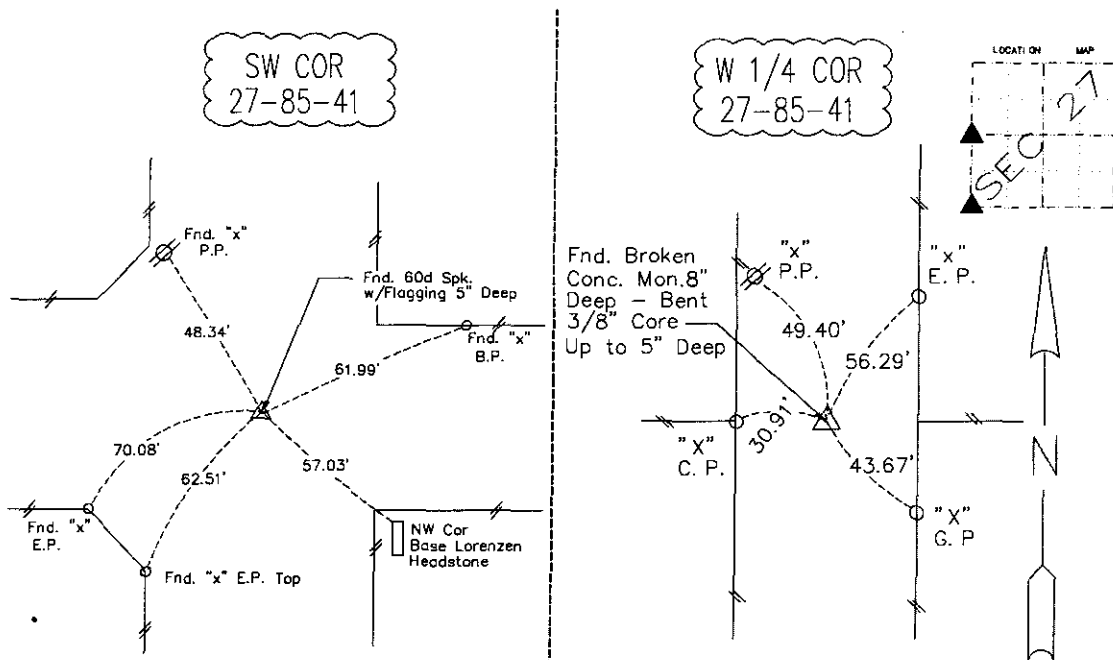 SW COR
27-85-41
Fnd. "x"
P.P.
Fnd. 60d Spk.
w/Flagging 5" Deep
48.34'
Fnd. "x"
B.P.
61.99'
70.08'
62.51'
57.03'
Fnd. "x"
E.P.
NW Cor
Base Lorenzen
Headstone
Fnd. "x" E.P. Top
W 1/4 COR
27-85-41
LOCATION MAP
SEC 27
Fnd. Broken
Conc. Mon.8"
Deep – Bent
3/8" Core
Up to 5" Deep
"x"
P.P.
"x"
E. P.
49.40'
56.29'
30.91'
"X"
C. P.
43.67'
"X"
G. P
N